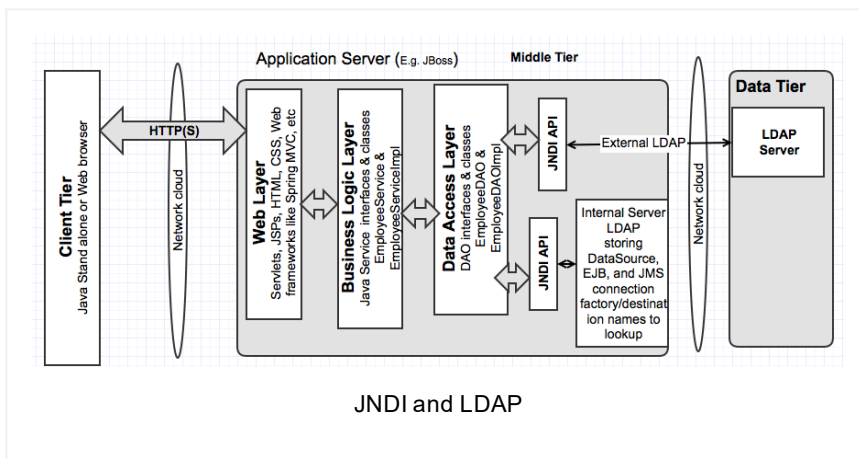 Application Server (E.g. JBoss)
Middle Tier
Client Tier
Java Stand alone or Web browser
HTTP(S)
Network cloud
Web Layer
Servlets, JSPs, HTML, CSS, Web
frameworks like Spring MVC, etc
Business Logic Layer
Java Service interfaces & classes
EmployeeService &
EmployeeServiceImpl
Data Access Layer
DAO interfaces & classes
EmployeeDAO &
EmployeeDAOImpl
JNDI API
External LDAP
JNDI API
Internal Server
LDAP
storing
DataSource,
EJB, and JMS
connection
factory/destinat
ion names to
lookup
Network cloud
Data Tier
LDAP
Server
JNDI and LDAP